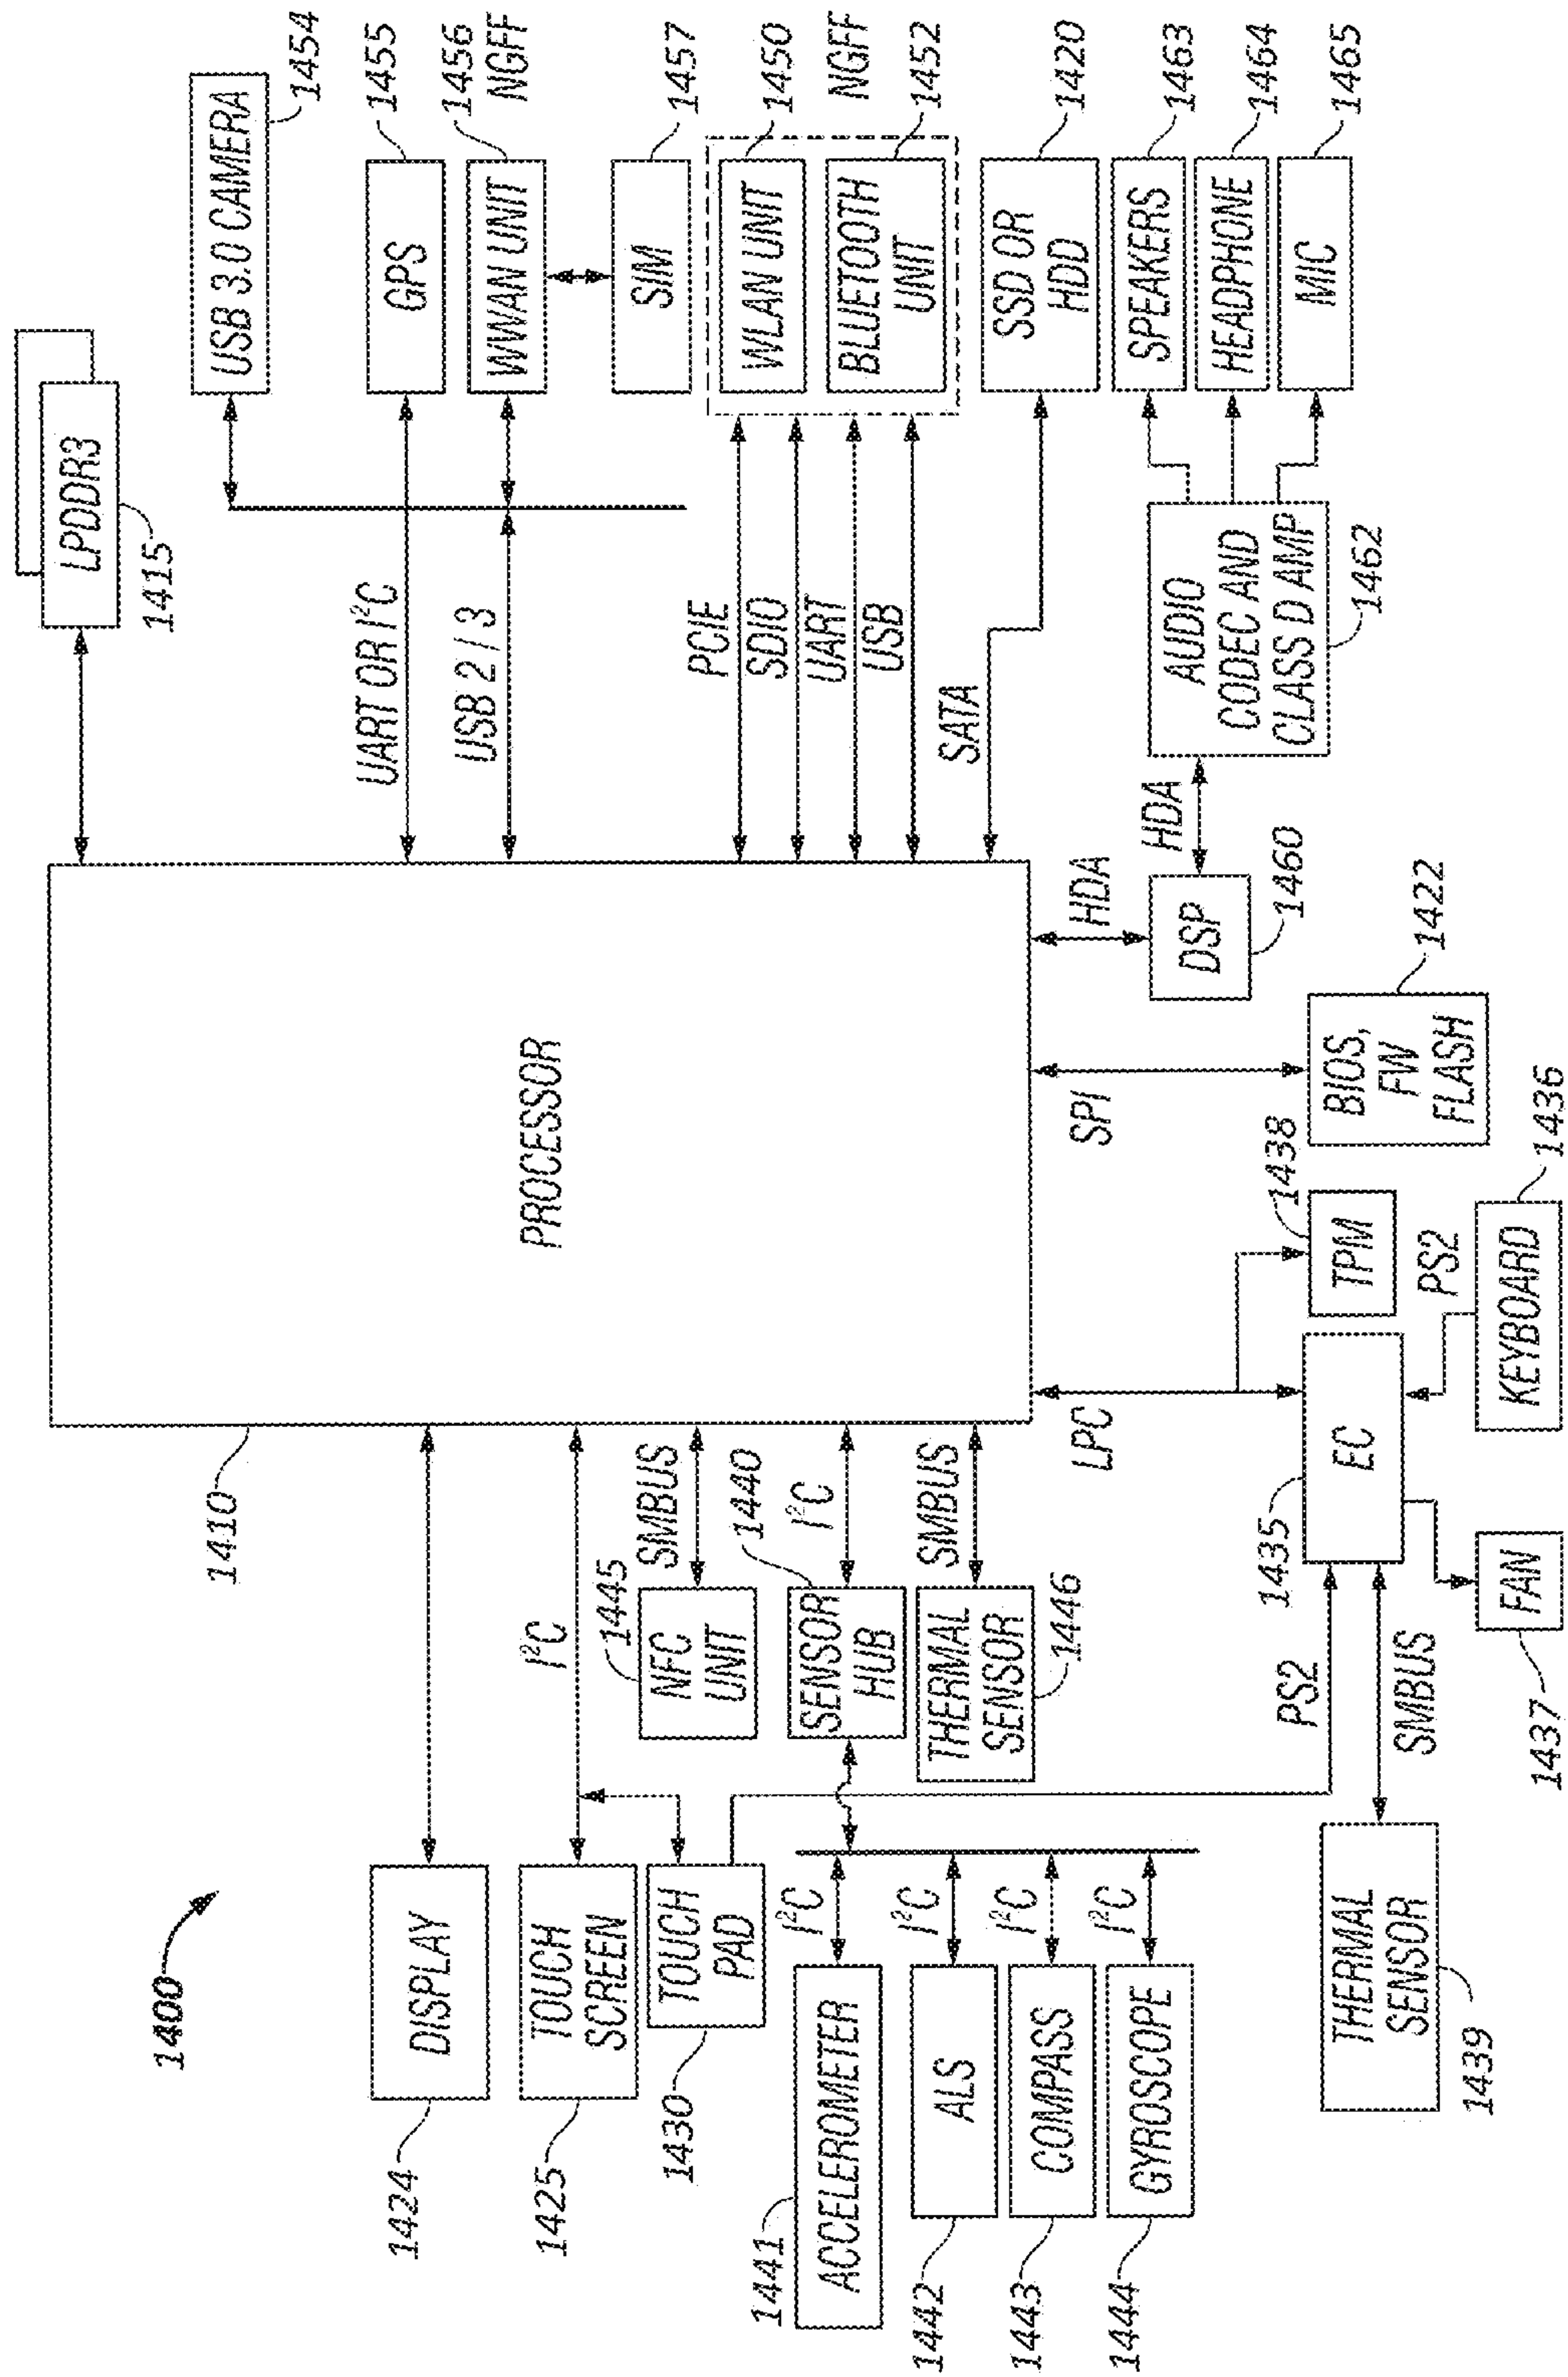 1400
LPDDR3
1415
USB 3.0 CAMERA
1454
PROCESSOR
1410
DISPLAY
1424
UART OR I²C
GPS
1455
USB 2 / 3
WWAN UNIT
1456
NGFF
SIM
1457
TOUCH
SCREEN
1425
I²C
TOUCH
PAD
1430
NFC
UNIT
1445
SMBUS
PCIE
SDIO
UART
USB
WLAN UNIT
1450
NGFF
BLUETOOTH
UNIT
1452
SENSOR
HUB
1440
I²C
THERMAL
SENSOR
1446
SMBUS
SATA
SSD OR
HDD
1420
ACCELEROMETER
1441
I²C
ALS
1442
I²C
COMPASS
1443
I²C
GYROSCOPE
1444
I²C
LPC
SPI
HDA
DSP
1460
HDA
AUDIO
CODEC AND
CLASS D AMP
1462
SPEAKERS
1463
HEADPHONE
1464
MIC
1465
PS2
EC
1435
TPM
1438
BIOS,
FW
FLASH
1422
THERMAL
SENSOR
1439
SMBUS
FAN
1437
PS2
KEYBOARD
1436